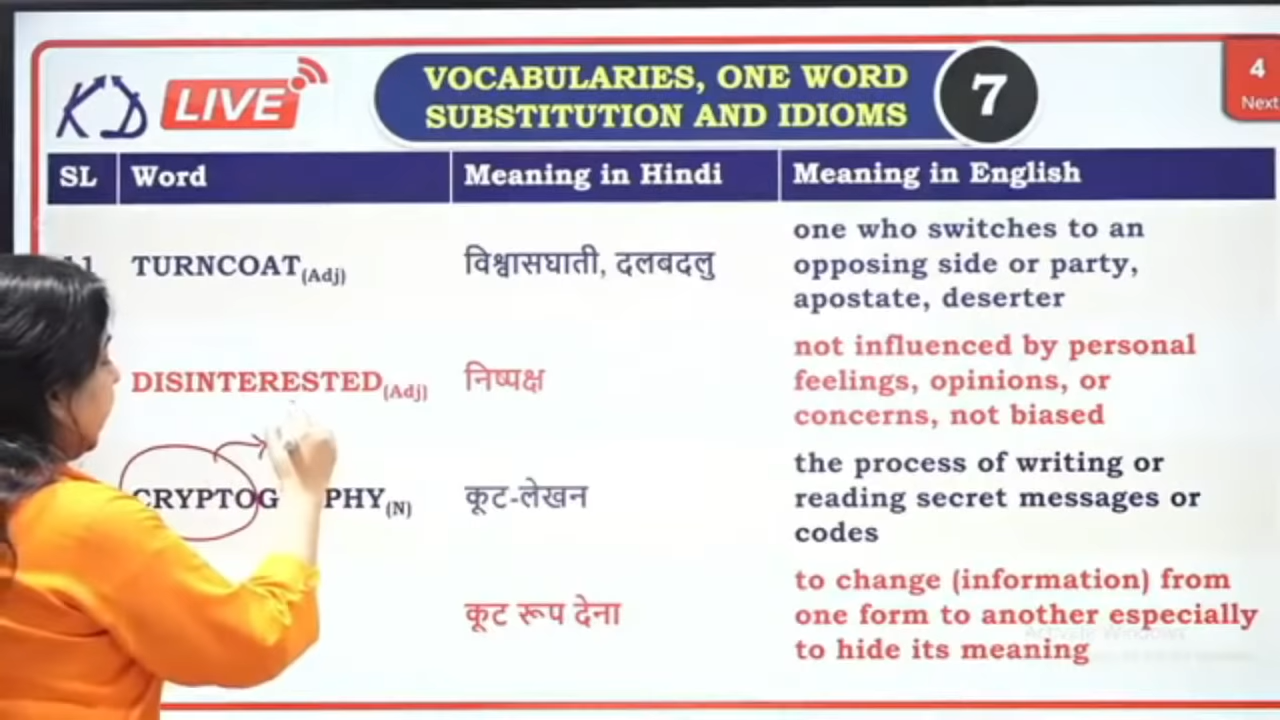 KD LIVE
VOCABULARIES, ONE WORD
SUBSTITUTION AND IDIOMS
7
4
Next
SL Word Meaning in Hindi Meaning in English
11 TURNCOAT(Adj) विश्वासघाती, दलबदलु one who switches to an
opposing side or party,
apostate, deserter
DISINTERESTED(Adj) निष्पक्ष not influenced by personal
feelings, opinions, or
concerns, not biased
PHY(N) कूट-लेखन the process of writing or
reading secret messages or
codes
कूट रूप देना to change (information) from
one form to another especially
to hide its meaning
Activate Windows